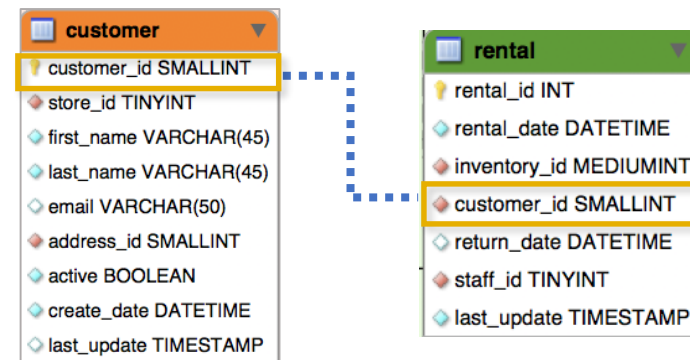 customer
customer_id SMALLINT
store_id TINYINT
first_name VARCHAR(45)
last_name VARCHAR(45)
email VARCHAR(50)
address_id SMALLINT
active BOOLEAN
create_date DATETIME
last_update TIMESTAMP
rental
rental_id INT
rental_date DATETIME
inventory_id MEDIUMINT
customer_id SMALLINT
return_date DATETIME
staff_id TINYINT
last_update TIMESTAMP